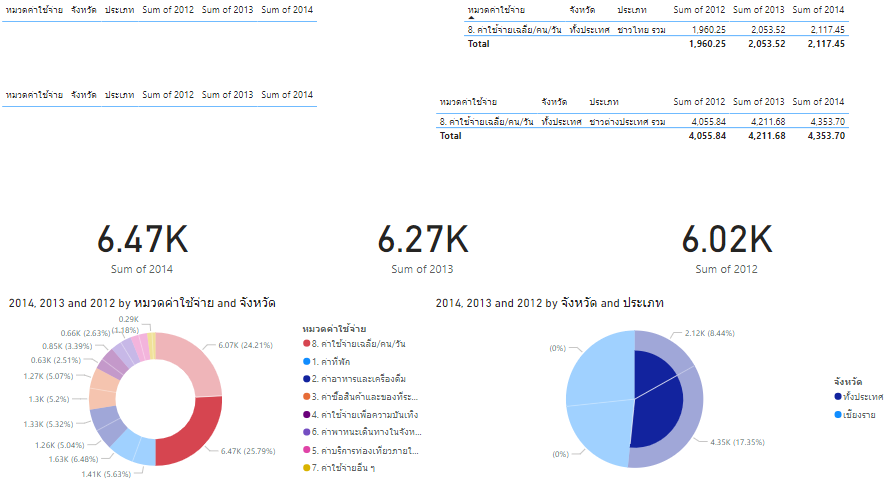 หมวดค่าใช้จ่าย จังหวัด ประเภท Sum of 2012 Sum of 2013 Sum of 2014
หมวดค่าใช้จ่าย จังหวัด ประเภท Sum of 2012 Sum of 2013 Sum of 2014
8. ค่าใช้จ่ายเฉลี่ย/คน/วัน ทั้งประเทศ ชาวไทย รวม 1,960.25 2,053.52 2,117.45
Total 1,960.25 2,053.52 2,117.45
หมวดค่าใช้จ่าย จังหวัด ประเภท Sum of 2012 Sum of 2013 Sum of 2014
หมวดค่าใช้จ่าย จังหวัด ประเภท Sum of 2012 Sum of 2013 Sum of 2014
8. ค่าใช้จ่ายเฉลี่ย/คน/วัน ทั้งประเทศ ชาวต่างประเทศ รวม 4,055.84 4,211.68 4,353.70
Total 4,055.84 4,211.68 4,353.70
6.47K
Sum of 2014
6.27K
Sum of 2013
6.02K
Sum of 2012
2014, 2013 and 2012 by หมวดค่าใช้จ่าย and จังหวัด
0.29K
(1.18%)
0.66K (2.63%)
0.85K (3.39%)
0.63K (2.51%)
1.27K (5.07%)
1.3K (5.2%)
1.33K (5.32%)
1.26K (5.04%)
1.63K (6.48%)
1.41K (5.63%)
6.07K (24.21%)
6.47K (25.79%)
หมวดค่าใช้จ่าย
8. ค่าใช้จ่ายเฉลี่ย/คน/วัน
1. ค่าที่พัก
2. ค่าอาหารและเครื่องดื่ม
3. ค่าซื้อสินค้าและของที่ระ...
4. ค่าใช้จ่ายเพื่อความบันเทิง
6. ค่าพาหนะเดินทางในจังห...
5. ค่าบริการท่องเที่ยวภายใ...
7. ค่าใช้จ่ายอื่น ๆ
2014, 2013 and 2012 by จังหวัด and ประเภท
(0%)
(0%)
2.12K (8.44%)
4.35K (17.35%)
จังหวัด
ทั้งประเทศ
เชียงราย